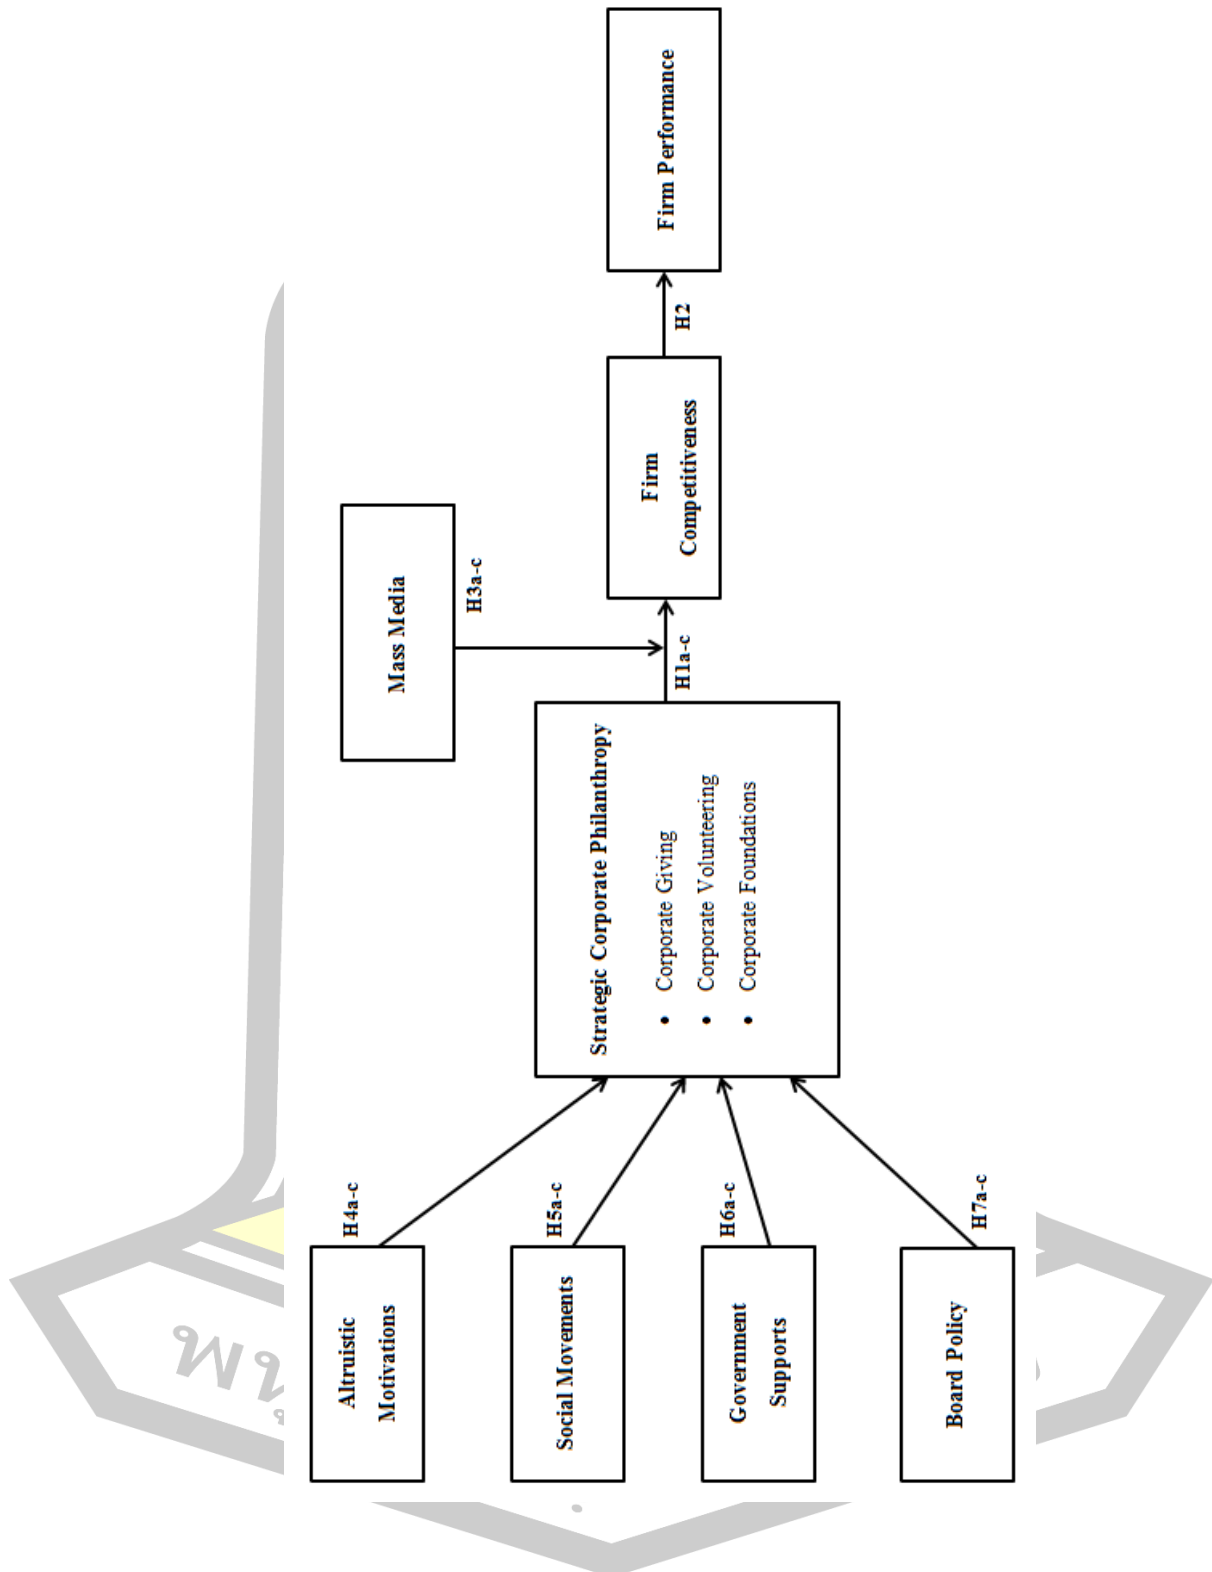 Mass Media
H3a-c
Altruistic
Motivations
H4a-c
Social Movements
H5a-c
Government
Supports
H6a-c
Board Policy
H7a-c
Strategic Corporate Philanthropy
• Corporate Giving
• Corporate Volunteering
• Corporate Foundations
H1a-c
Firm
Competitiveness
H2
Firm Performance